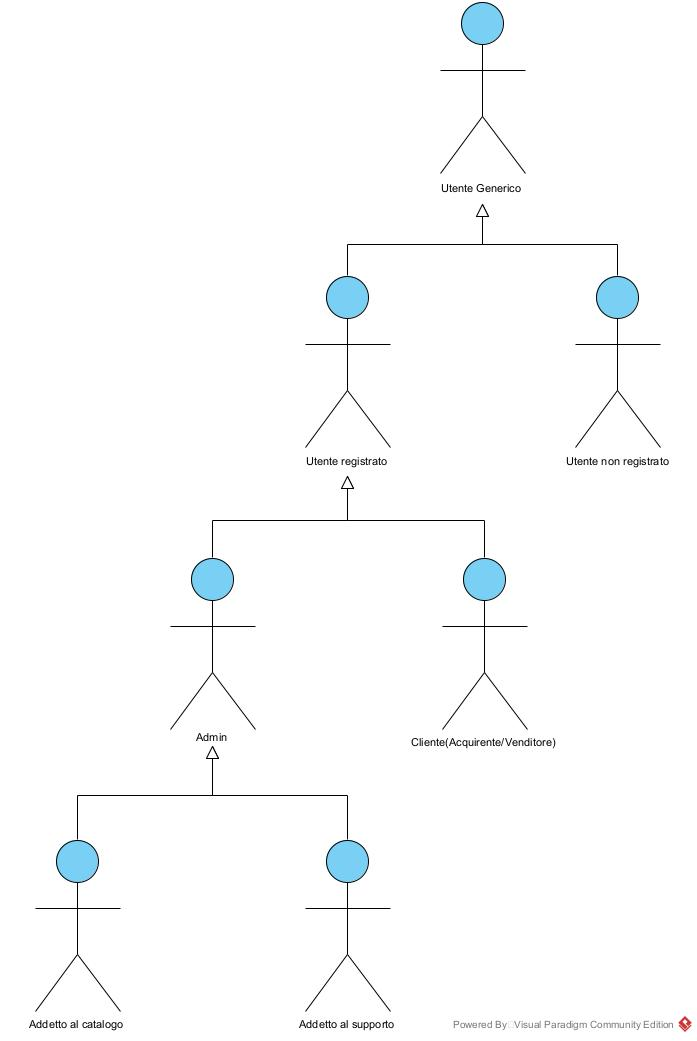 Utente Generico
Utente registrato
Utente non registrato
Admin
Cliente(Acquirente/Venditore)
Addetto al catalogo
Addetto al supporto
Powered By Visual Paradigm Community Edition